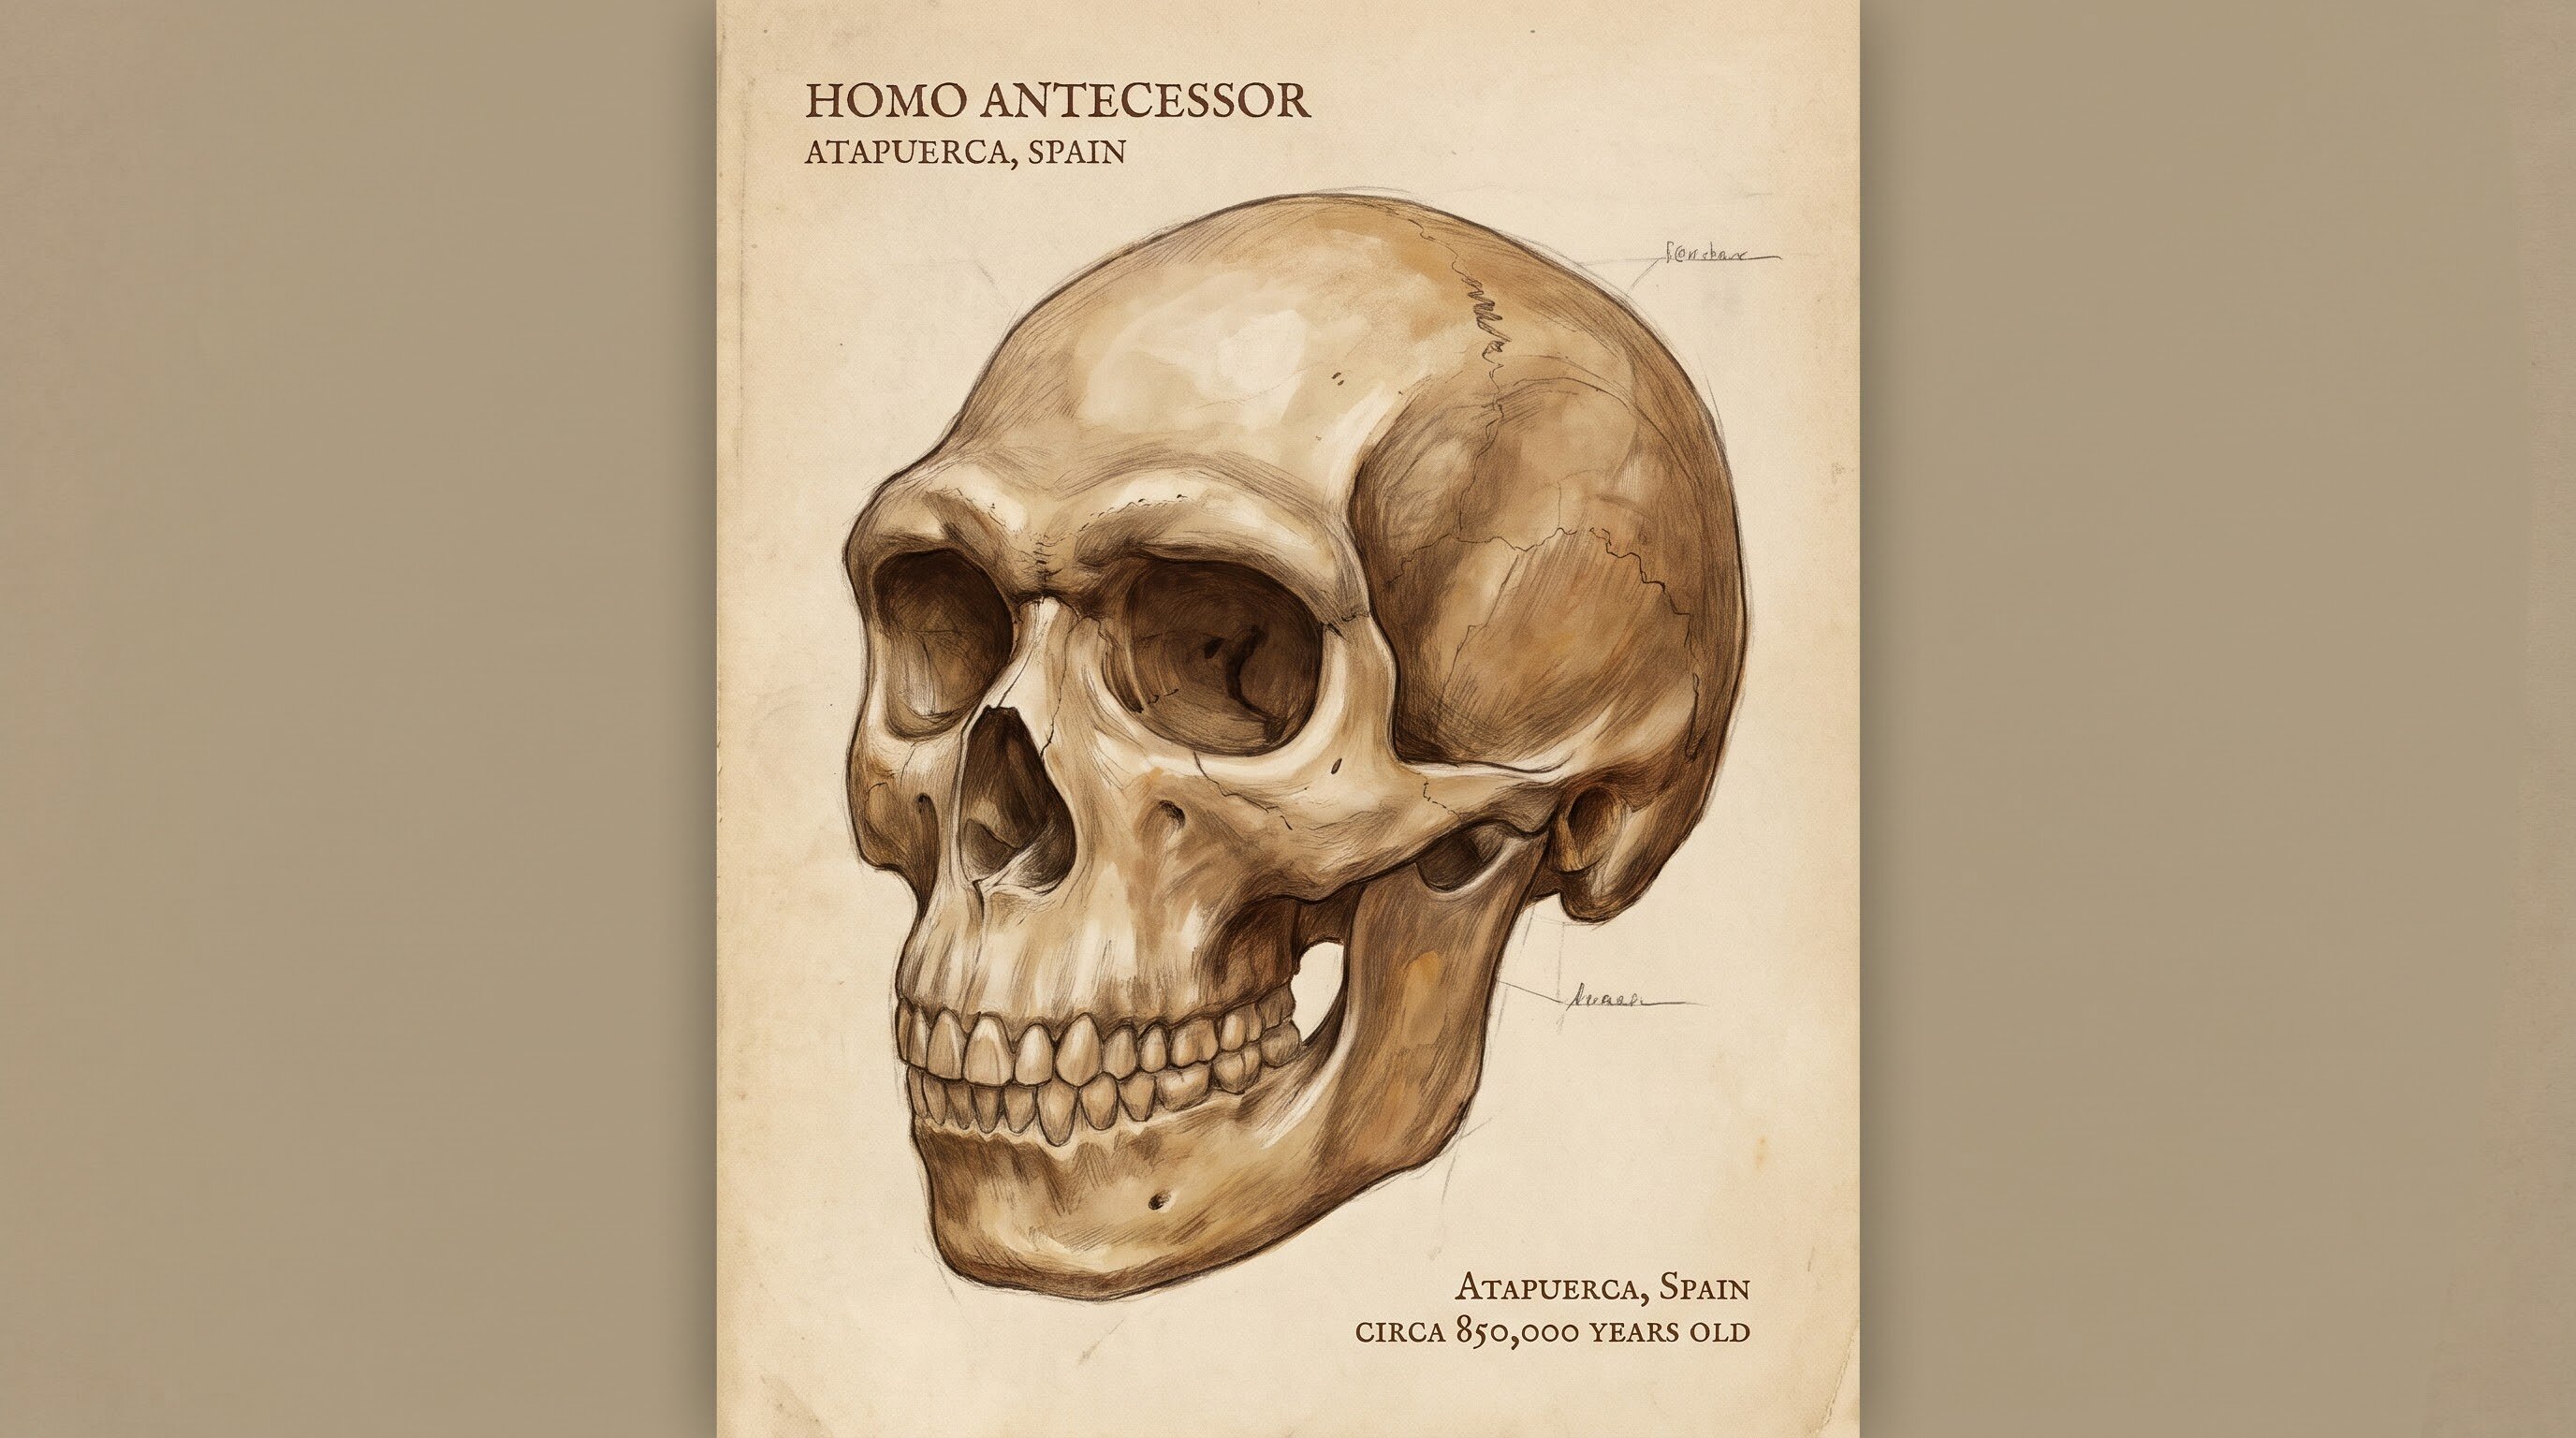 HOMO ANTECESSOR
ATAPUERCA, SPAIN
ATAPUERCA, SPAIN
CIRCA 850,000 YEARS OLD